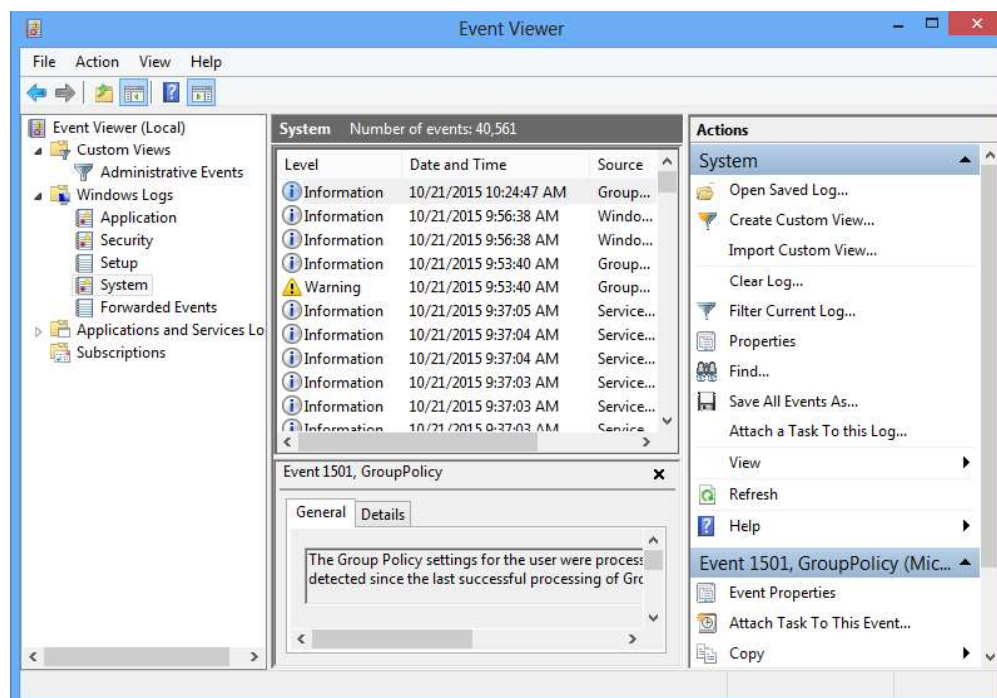 Event Viewer
File Action View Help
Event Viewer (Local)
Custom Views
Administrative Events
Windows Logs
Application
Security
Setup
System
Forwarded Events
Applications and Services Lo
Subscriptions
System Number of events: 40,561
Level Date and Time Source
Information 10/21/2015 10:24:47 AM Group...
Information 10/21/2015 9:56:38 AM Windo...
Information 10/21/2015 9:56:38 AM Windo...
Information 10/21/2015 9:53:40 AM Group...
Warning 10/21/2015 9:53:40 AM Group...
Information 10/21/2015 9:37:05 AM Service...
Information 10/21/2015 9:37:04 AM Service...
Information 10/21/2015 9:37:04 AM Service...
Information 10/21/2015 9:37:03 AM Service...
Information 10/21/2015 9:37:03 AM Service...
Information 10/21/2015 9:37:03 AM Service
Event 1501, GroupPolicy
General Details
The Group Policy settings for the user were process
detected since the last successful processing of Gro
Actions
System
Open Saved Log...
Create Custom View...
Import Custom View...
Clear Log...
Filter Current Log...
Properties
Find...
Save All Events As...
Attach a Task To this Log...
View
Refresh
Help
Event 1501, GroupPolicy (Mic...
Event Properties
Attach Task To This Event...
Copy